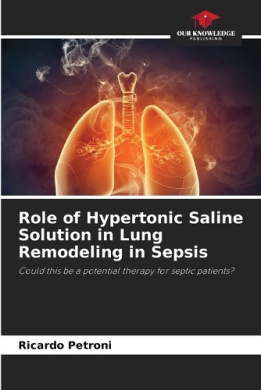 OUR KNOWLEDGE
PUBLISHING
Role of Hypertonic Saline
Solution in Lung
Remodeling in Sepsis
Could this be a potential therapy for septic patients?
Ricardo Petroni